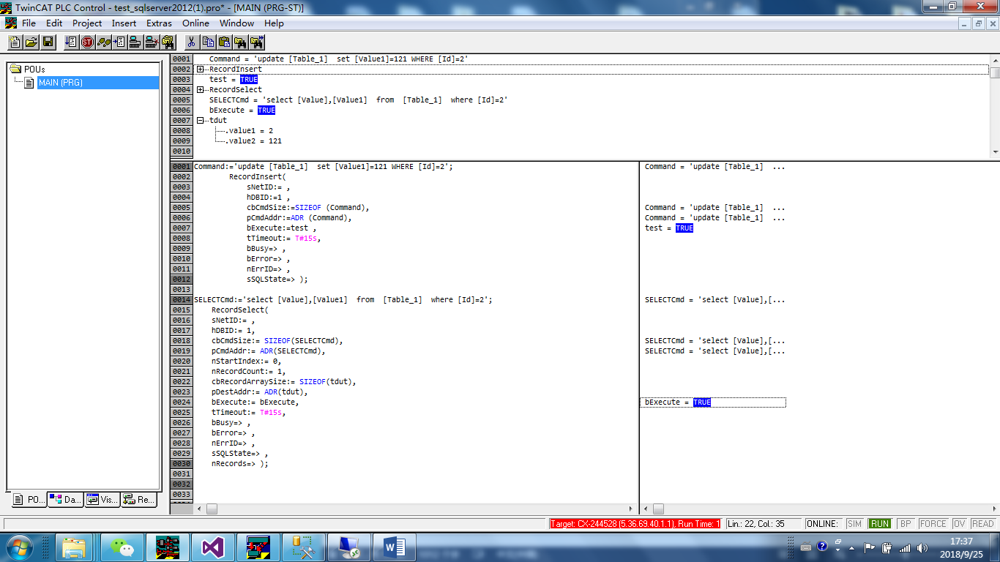 TwinCAT PLC Control - test_sqlserver2012(1).pro* - [MAIN (PRG-ST)]
File Edit Project Insert Extras Online Window Help
POUs
MAIN (PRG)
0001 Command = 'update [Table_1]  set [Value1]=121 WHERE [Id]=2'
0002 RecordInsert
0003 test = TRUE
0004 RecordSelect
0005 SELECTCmd = 'select [Value],[Value1]  from  [Table_1]  where [Id]=2'
0006 bExecute = TRUE
0007 tdut
0008 .value1 = 2
0009 .value2 = 121
0010
0001 Command:='update [Table_1]  set [Value1]=121 WHERE [Id]=2'; Command = 'update [Table_1]  ...
0002 RecordInsert(
0003 sNetID:= ,
0004 hDBID:=1 ,
0005 cbCmdSize:=SIZEOF (Command), Command = 'update [Table_1]  ...
0006 pCmdAddr:=ADR (Command), Command = 'update [Table_1]  ...
0007 bExecute:=test , test = TRUE
0008 tTimeout:= T#15s,
0009 bBusy=> ,
0010 bError=> ,
0011 nErrID=> ,
0012 sSQLState=> );
0013
0014 SELECTCmd:='select [Value],[Value1]  from  [Table_1]  where [Id]=2'; SELECTCmd = 'select [Value],[...
0015 RecordSelect(
0016 sNetID:= ,
0017 hDBID:= 1,
0018 cbCmdSize:= SIZEOF(SELECTCmd), SELECTCmd = 'select [Value],[...
0019 pCmdAddr:= ADR(SELECTCmd), SELECTCmd = 'select [Value],[...
0020 nStartIndex:= 0,
0021 nRecordCount:= 1,
0022 cbRecordArraySize:= SIZEOF(tdut),
0023 pDestAddr:= ADR(tdut),
0024 bExecute:= bExecute, bExecute = TRUE
0025 tTimeout:= T#15s,
0026 bBusy=> ,
0027 bError=> ,
0028 nErrID=> ,
0029 sSQLState=> ,
0030 nRecords=> );
0031
0032
0033
PO... Da... Vis... Re...
Target: CX-244528 (5.36.69.40.1.1), Run Time: 1 Lin.: 22, Col.: 35 ONLINE: SIM RUN BP FORCE OV READ
17:37
2018/9/25